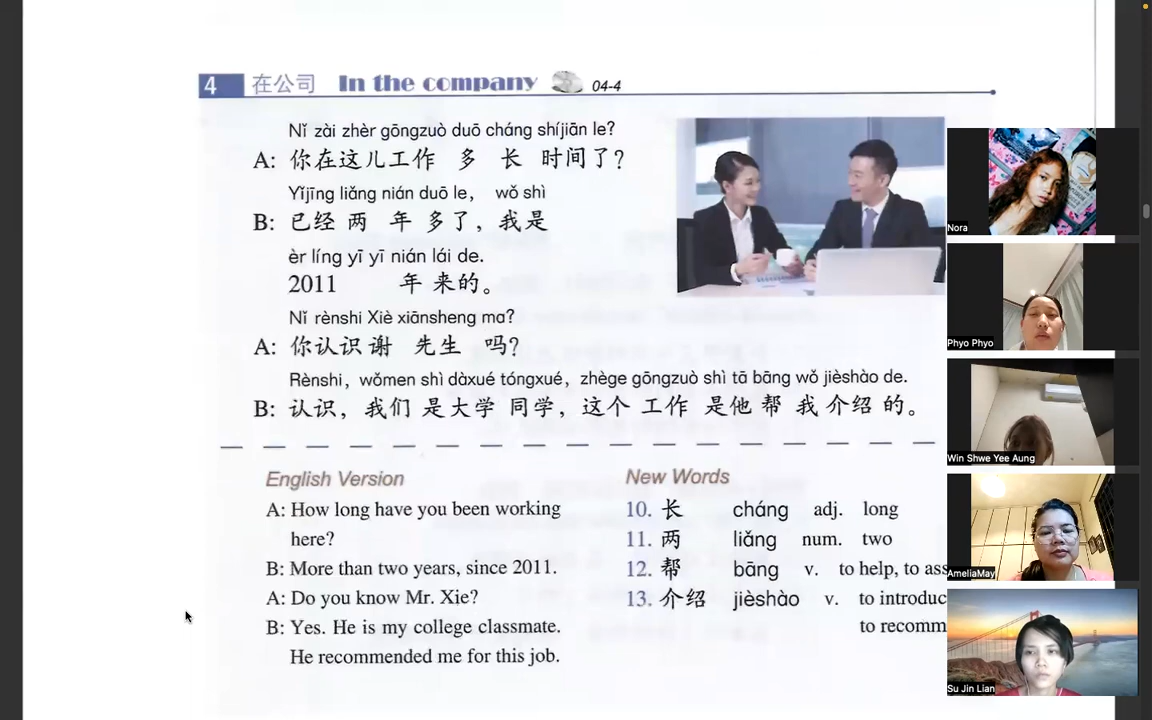 4 在公司 In the company 04-4
Nǐ zài zhèr gōngzuò duō cháng shíjiān le?
A: 你在这儿工作 多 长 时间了?
Yǐjīng liǎng nián duō le, wǒ shì
B: 已经 两 年 多了, 我是
èr líng yī yī nián lái de.
2011 年 来的。
Nǐ rènshi Xiè xiānsheng ma?
A: 你认识 谢 先生 吗?
Rènshi, wǒmen shì dàxué tóngxué, zhège gōngzuò shì tā bāng wǒ jièshào de.
B: 认识, 我们 是大学 同学, 这个 工作 是他 帮 我 介绍 的。
English Version
A: How long have you been working
here?
B: More than two years, since 2011.
A: Do you know Mr. Xie?
B: Yes. He is my college classmate.
He recommended me for this job.
New Words
10. 长 cháng adj. long
11. 两 liǎng num. two
12. 帮 bāng v. to help, to ass
13. 介绍 jièshào v. to introduc
to recomm
Nora
Phyo Phyo
Win Shwe Yee Aung
AmeliaMay
Su Jin Lian